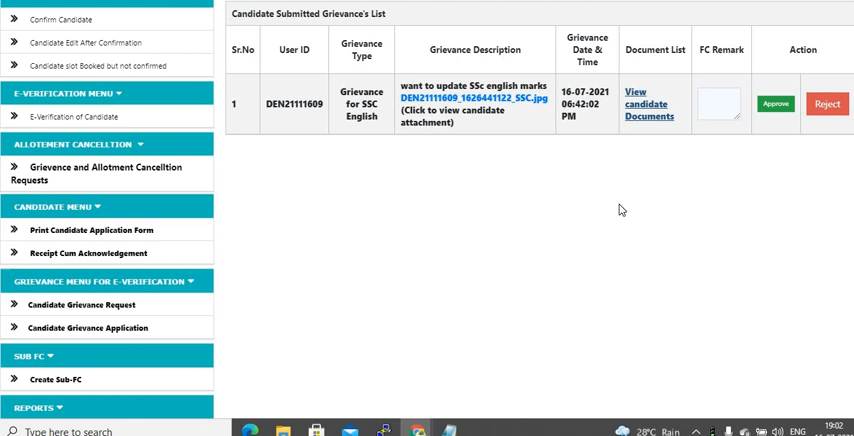 Confirm Candidate
Candidate Edit After Confirmation
Candidate slot Booked but not confirmed
E-VERIFICATION MENU
E-Verification of Candidate
ALLOTEMENT CANCELLTION
Grievence and Allotment Cancelltion
Requests
CANDIDATE MENU
Print Candidate Application Form
Receipt Cum Acknowledgement
GRIEVANCE MENU FOR E-VERIFICATION
Candidate Grievance Request
Candidate Grievance Application
SUB FC
Create Sub-FC
REPORTS
Candidate Submitted Grievance's List
Sr.No
User ID
Grievance
Type
Grievance Description
Grievance
Date &
Time
Document List
FC Remark
Action
1
DEN21111609
Grievance
for SSC
English
want to update SSc english marks
DEN21111609_1626441122_SSC.jpg
(Click to view candidate
attachment)
16-07-2021
06:42:02
PM
View
candidate
Documents
Approve
Reject
Type here to search
28°C Rain
ENG
19:02